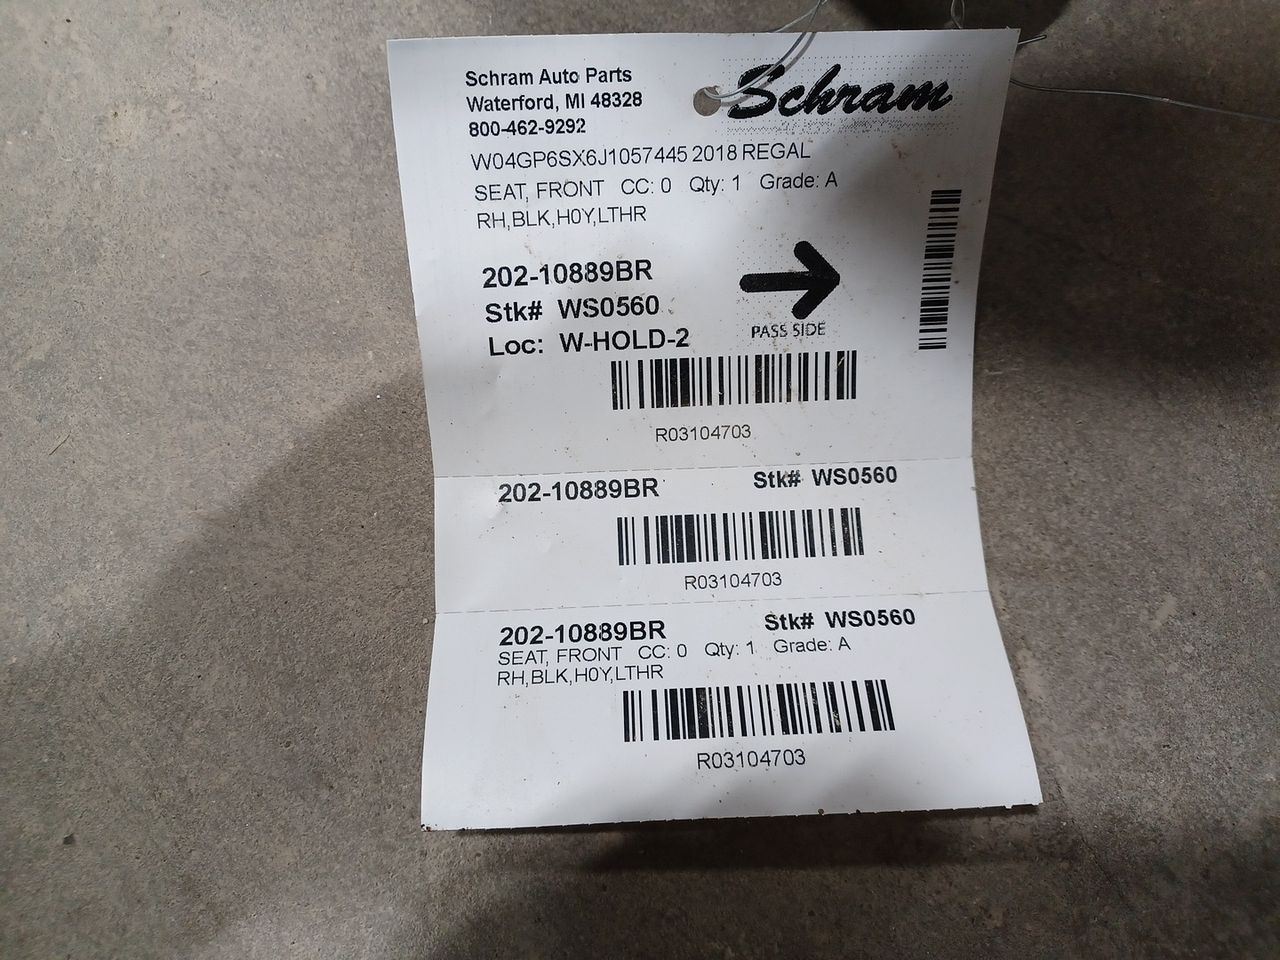 Schram Auto Parts
Waterford, MI 48328
800-462-9292
Schram
W04GP6SX6J1057445 2018 REGAL
SEAT, FRONT CC: 0 Qty: 1 Grade: A
RH,BLK,H0Y,LTHR
202-10889BR
Stk# WS0560
Loc: W-HOLD-2
PASS SIDE
R03104703
202-10889BR Stk# WS0560
R03104703
202-10889BR Stk# WS0560
SEAT, FRONT CC: 0 Qty: 1 Grade: A
RH,BLK,H0Y,LTHR
R03104703